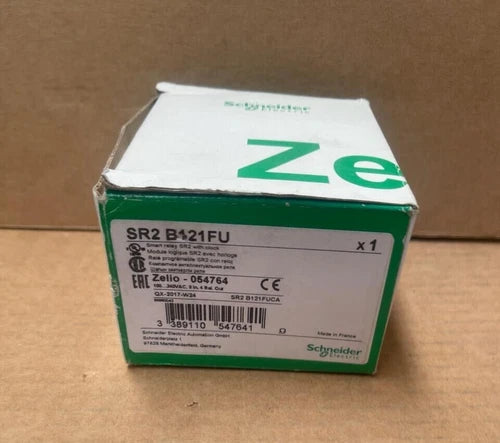 Schneider
Electric
Ze
SR2 B121FU
x 1
Smart relay SR2 with clock
Module logique SR2 avec horloge
Zelio - 054764
100...240VAC, 8 In, 4 Rel. Out
QX-2017-W24
SR2 B121FUCA
3 389110 547641
Schneider Electric Automation GmbH
Schneiderplatz 1
97828 Marktheidenfeld, Germany
Made in France
Schneider
Electric